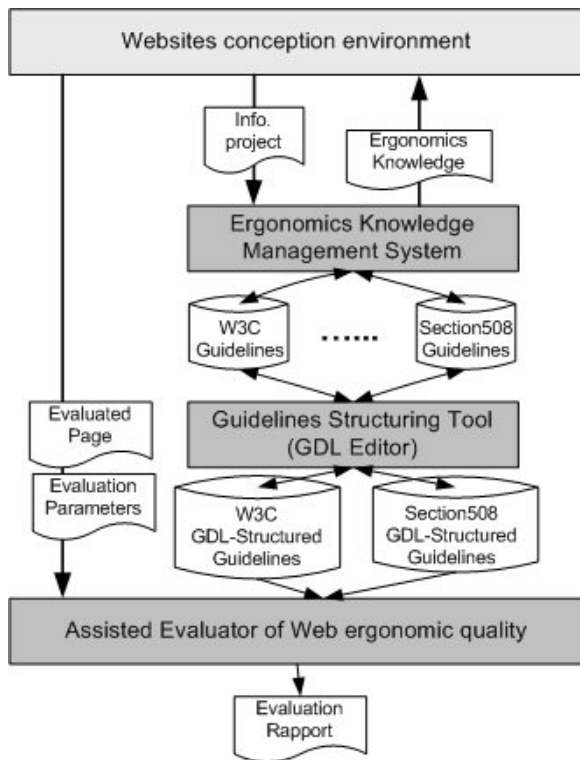 Websites conception environment
Info.
project
Ergonomics
Knowledge
Ergonomics Knowledge
Management System
W3C
Guidelines
Section508
Guidelines
Evaluated
Page
Guidelines Structuring Tool
(GDL Editor)
Evaluation
Parameters
W3C
GDL-Structured
Guidelines
Section508
GDL-Structured
Guidelines
Assisted Evaluator of Web ergonomic quality
Evaluation
Rapport